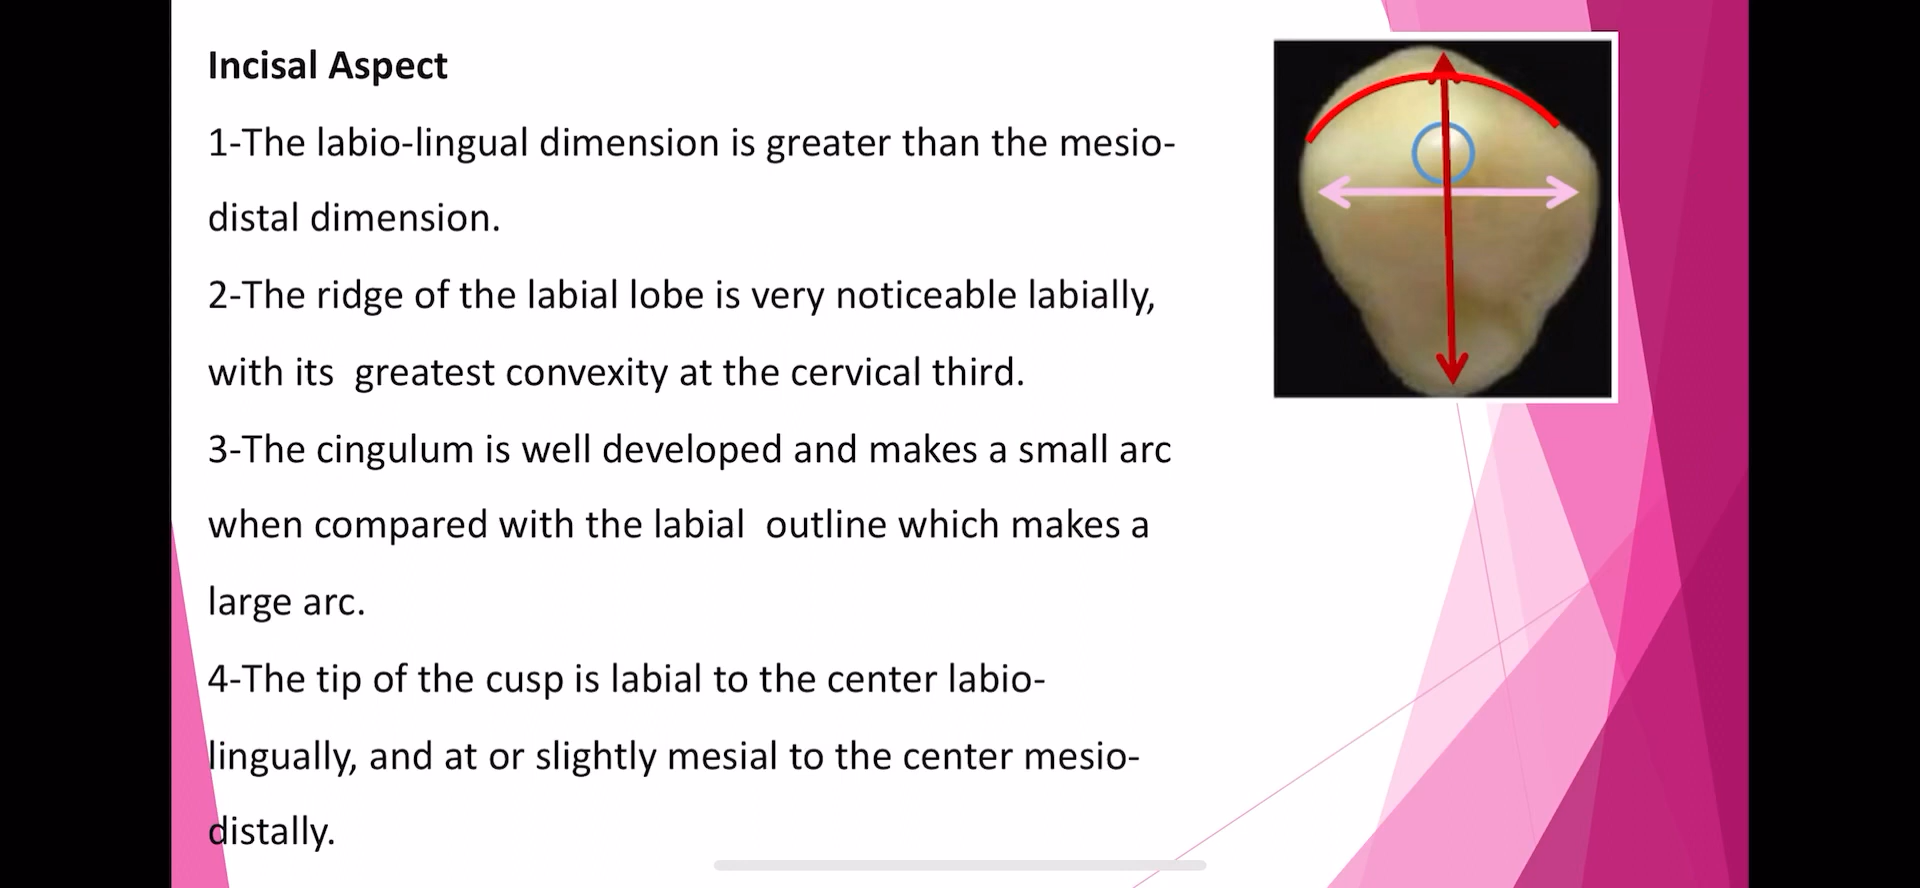 Incisal Aspect
1-The labio-lingual dimension is greater than the mesio-
distal dimension.
2-The ridge of the labial lobe is very noticeable labially,
with its  greatest convexity at the cervical third.
3-The cingulum is well developed and makes a small arc
when compared with the labial  outline which makes a
large arc.
4-The tip of the cusp is labial to the center labio-
lingually, and at or slightly mesial to the center mesio-
distally.